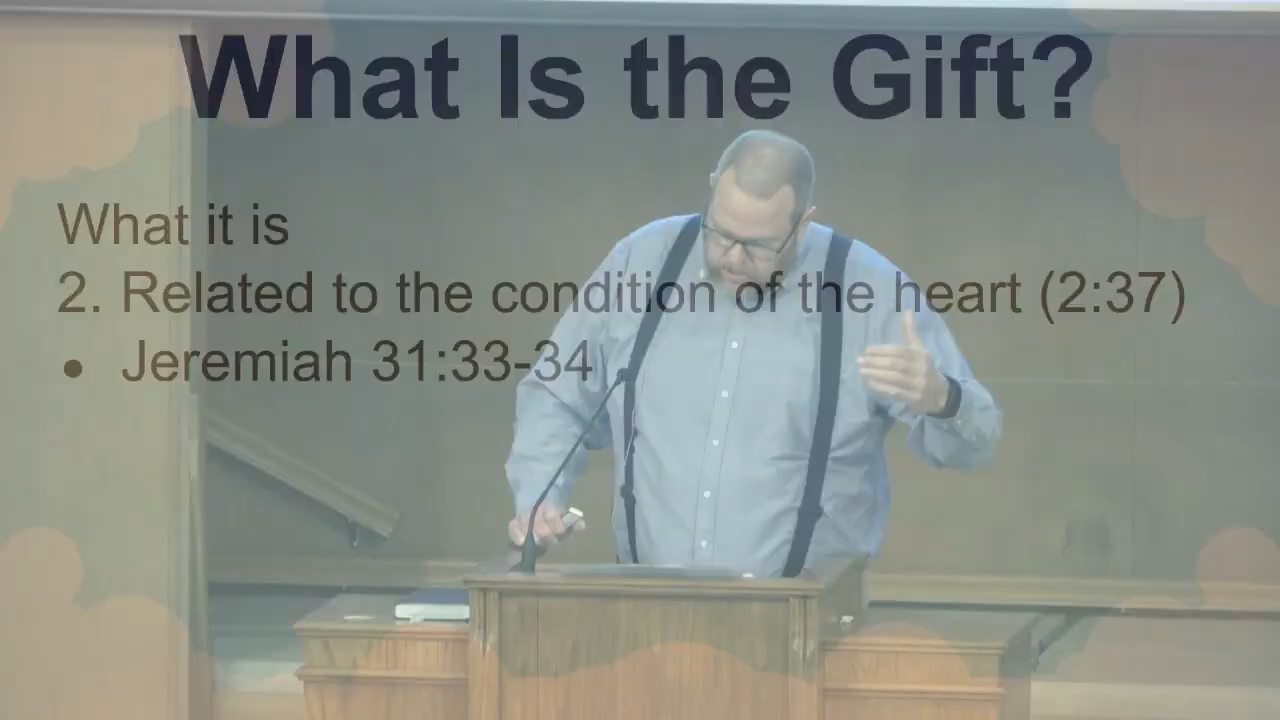 What Is the Gift?
What it is
2. Related to the condition of the heart (2:37)
• Jeremiah 31:33-34